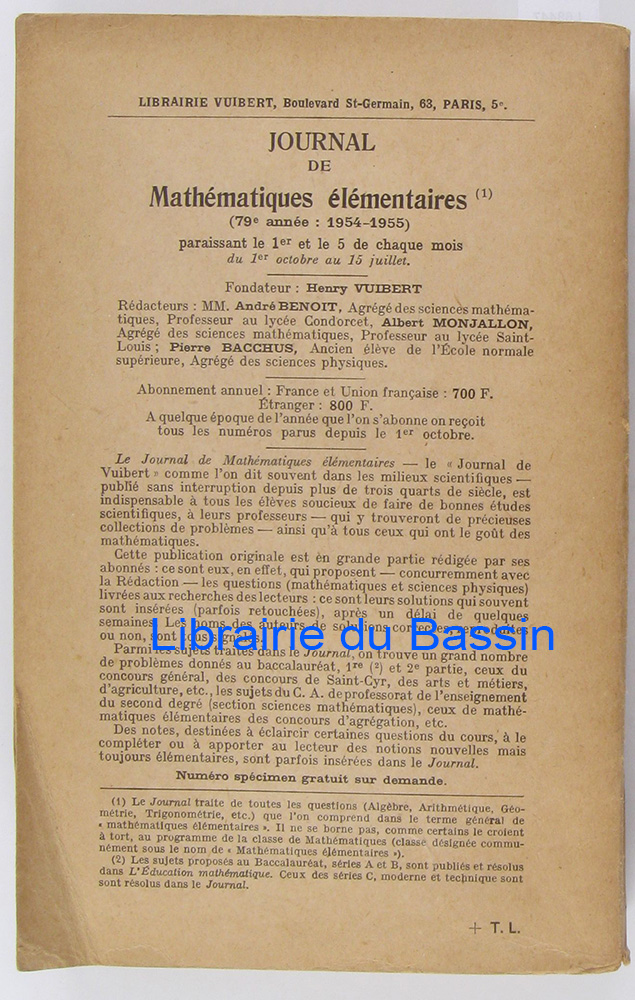 LIBRAIRIE VUIBERT, Boulevard St-Germain, 63, PARIS, 5e.
JOURNAL
DE
Mathématiques élémentaires (1)
(79e année : 1954-1955)
paraissant le 1er et le 5 de chaque mois
du 1er octobre au 15 juillet.
Fondateur : Henry VUIBERT
Rédacteurs : MM. André BENOIT, Agrégé des sciences mathéma-
tiques, Professeur au lycée Condorcet, Albert MONJALLON,
Agrégé des sciences mathématiques, Professeur au lycée Saint-
Louis ; Pierre BACCHUS, Ancien élève de l'École normale
supérieure, Agrégé des sciences physiques.
Abonnement annuel : France et Union française : 700 F.
Étranger : 800 F.
A quelque époque de l'année que l'on s'abonne on reçoit
tous les numéros parus depuis le 1er octobre.
Le Journal de Mathématiques élémentaires — le « Journal de
Vuibert » comme l'on dit souvent dans les milieux scientifiques —
publié sans interruption depuis plus de trois quarts de siècle, est
indispensable à tous les élèves soucieux de faire de bonnes études
scientifiques, à leurs professeurs — qui y trouveront de précieuses
collections de problèmes — ainsi qu'à tous ceux qui ont le goût des
mathématiques.
Cette publication originale est en grande partie rédigée par ses
abonnés : ce sont eux, en effet, qui proposent — concurremment avec
la Rédaction — les questions (mathématiques et sciences physiques)
livrées aux recherches des lecteurs : ce sont leurs solutions qui souvent
sont insérées (parfois retouchées), après un délai de quelques
semaines. Les noms des auteurs de solutions correctes, reproduites
ou non, sont tous signalés.
Librairie du Bassin
Parmi les sujets traités dans le Journal, on trouve un grand nombre
de problèmes donnés au baccalauréat, 1re (2) et 2e partie, ceux du
concours général, des concours de Saint-Cyr, des arts et métiers,
d'agriculture, etc., les sujets du C. A. de professorat de l'enseignement
du second degré (section sciences mathématiques), ceux de mathé-
matiques élémentaires des concours d'agrégation, etc.
Des notes, destinées à éclaircir certaines questions du cours, à le
compléter ou à apporter au lecteur des notions nouvelles mais
toujours élémentaires, sont parfois insérées dans le Journal.
Numéro spécimen gratuit sur demande.
(1) Le Journal traite de toutes les questions (Algèbre, Arithmétique, Géo-
métrie, Trigonométrie, etc.) que l'on comprend dans le terme général de
« mathématiques élémentaires ». Il ne se borne pas, comme certains le croient
à tort, au programme de la classe de Mathématiques (classe désignée commu-
nément sous le nom de « Mathématiques élémentaires »).
(2) Les sujets proposés au Baccalauréat, séries A et B, sont publiés et résolus
dans L'Éducation mathématique. Ceux des séries C, moderne et technique sont
sont résolus dans le Journal.
+ T. L.